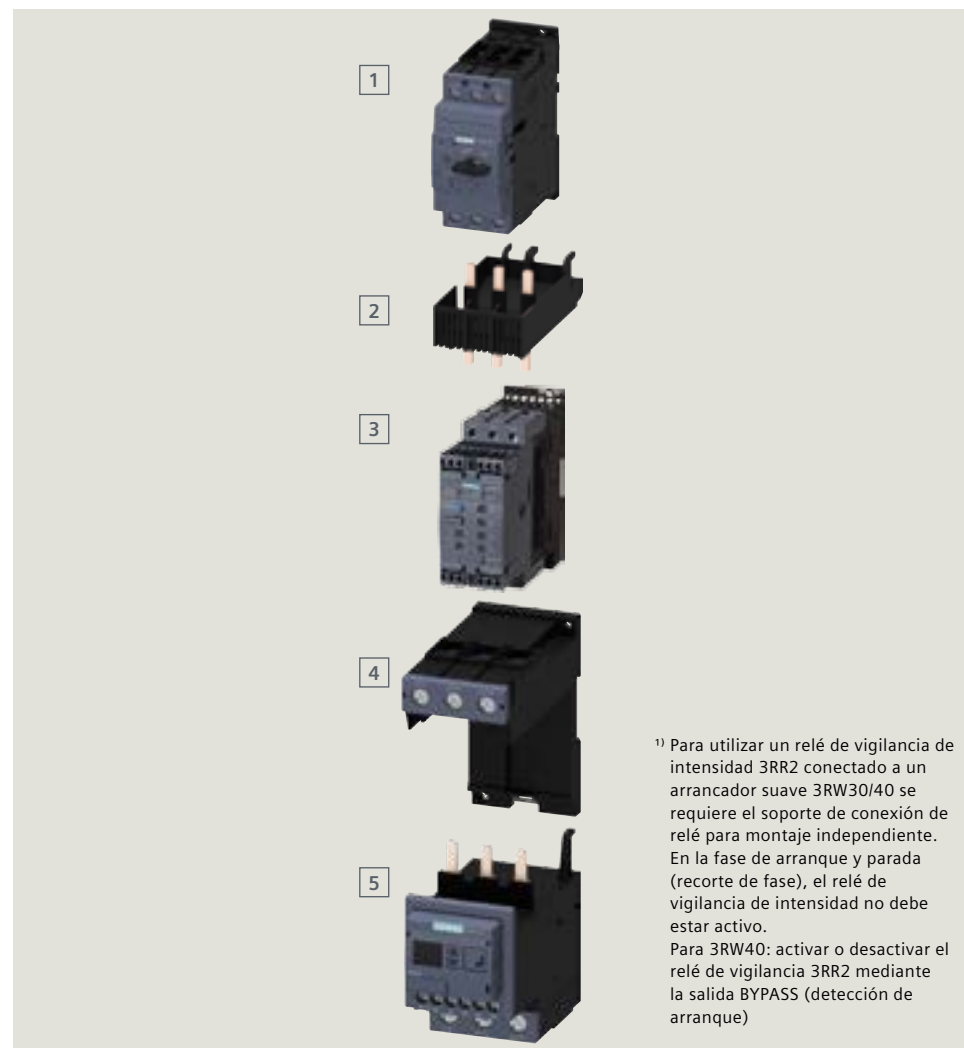 1
2
3
4
5
¹⁾ Para utilizar un relé de vigilancia de
intensidad 3RR2 conectado a un
arrancador suave 3RW30/40 se
requiere el soporte de conexión de
relé para montaje independiente.
En la fase de arranque y parada
(recorte de fase), el relé de
vigilancia de intensidad no debe
estar activo.
Para 3RW40: activar o desactivar el
relé de vigilancia 3RR2 mediante
la salida BYPASS (detección de
arranque)